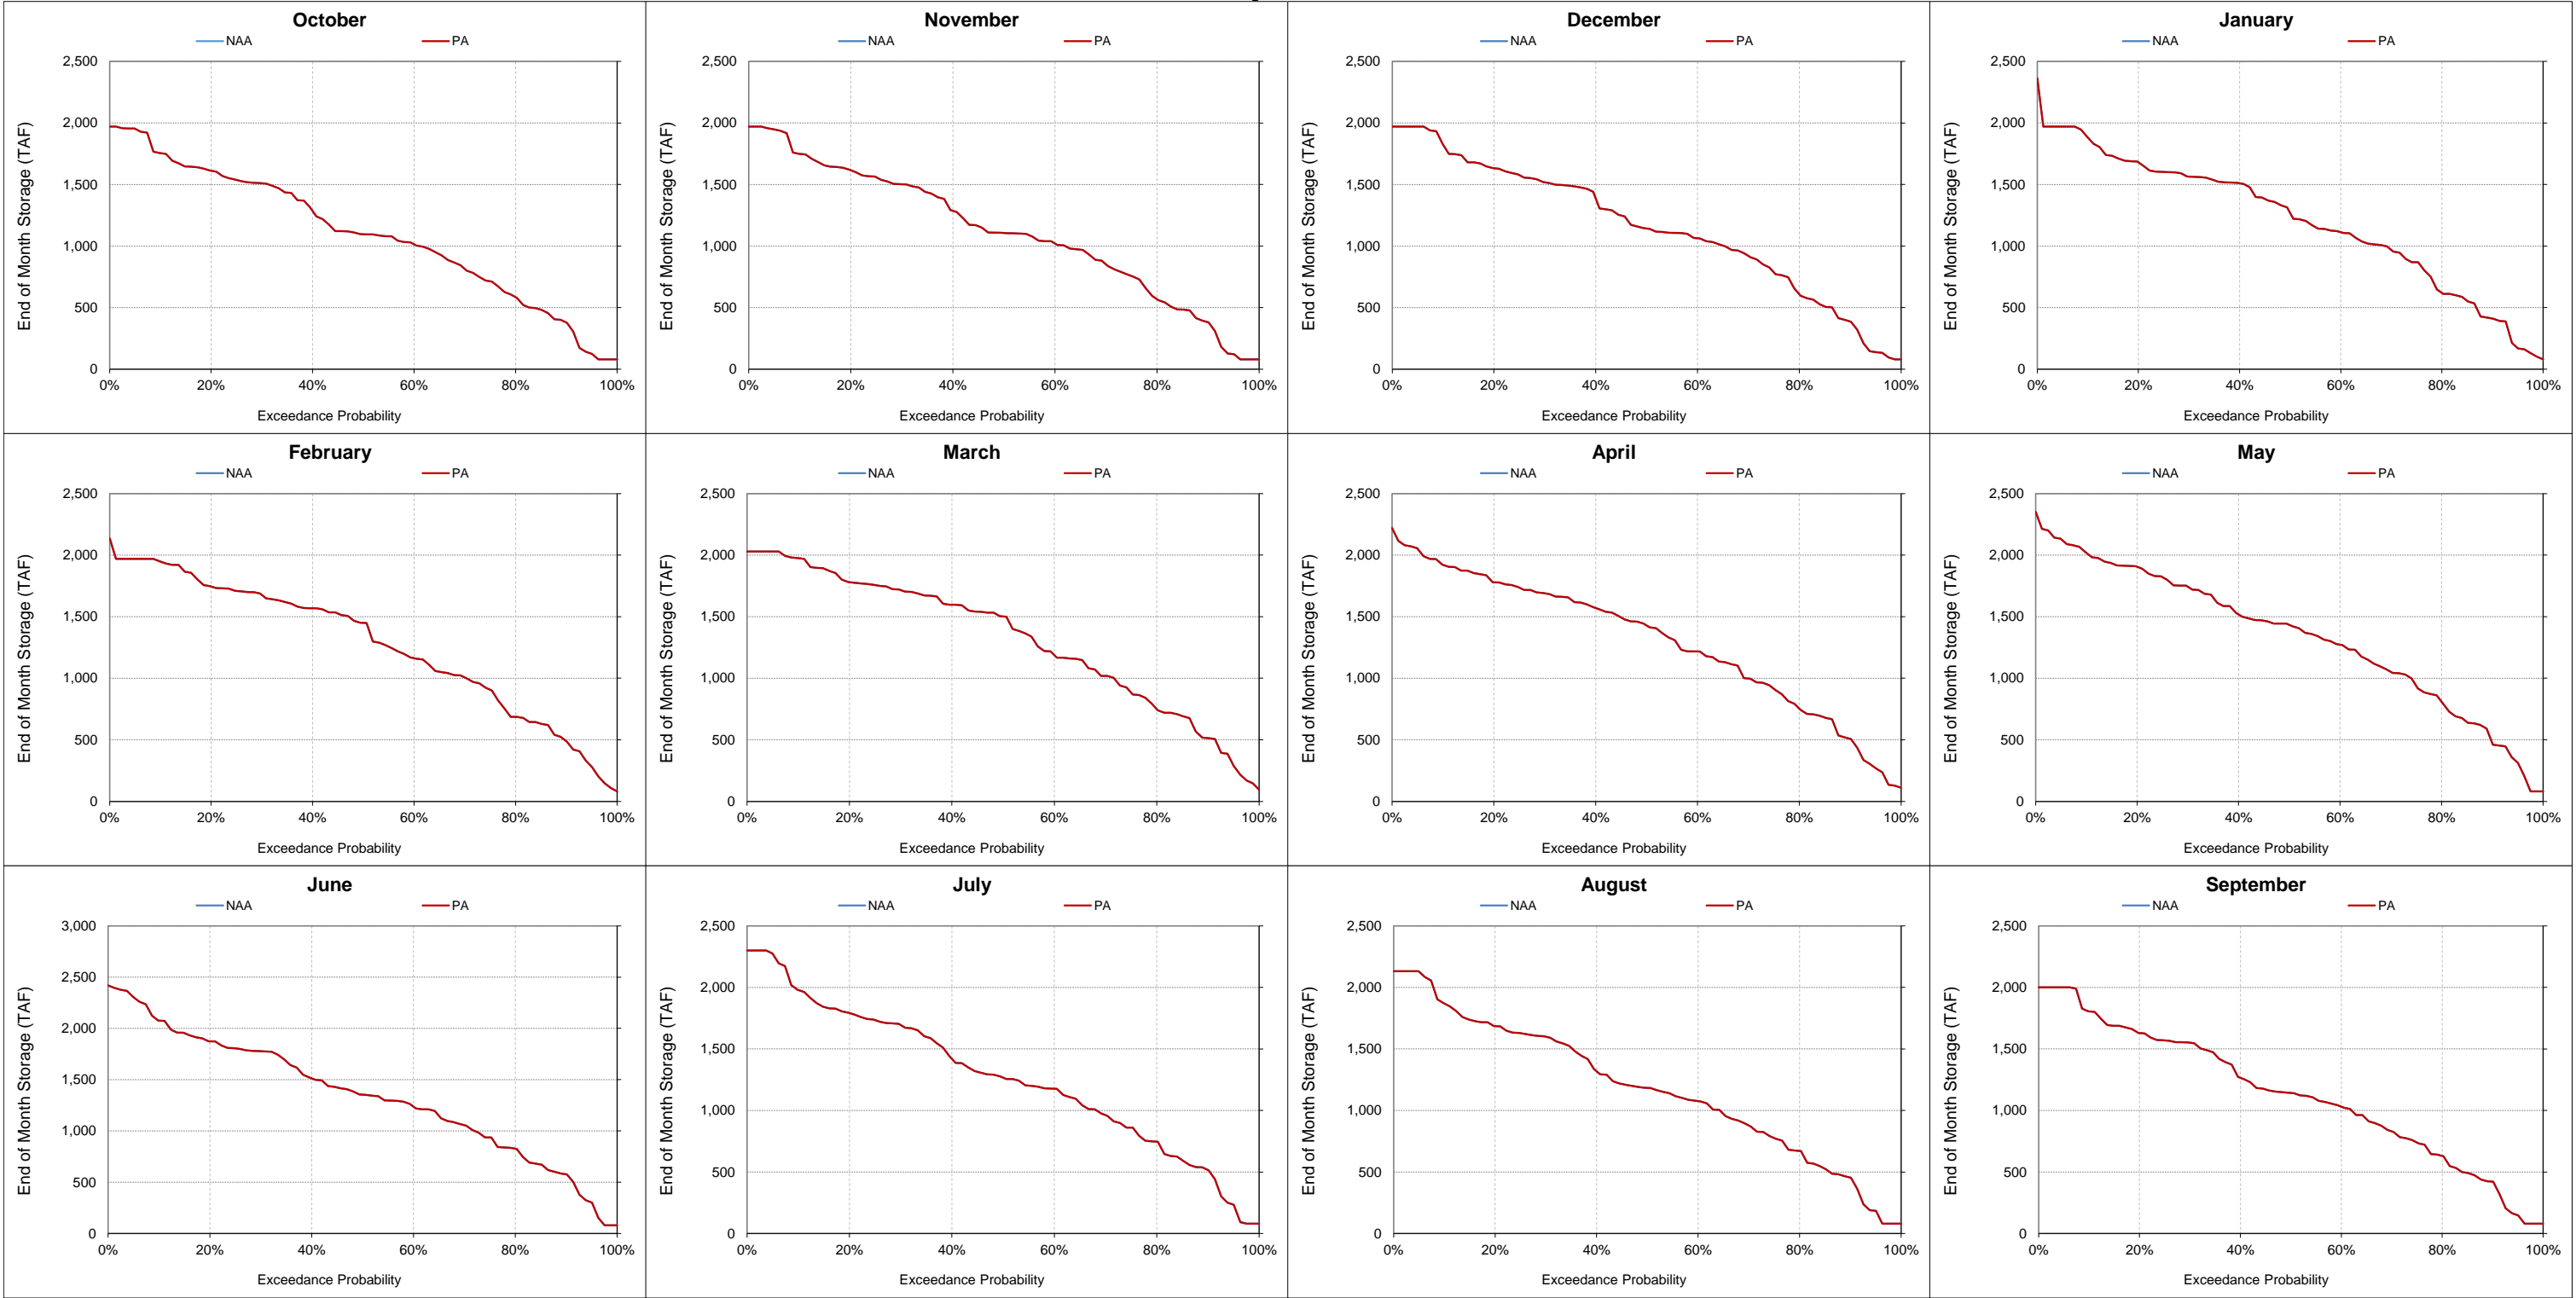 October
NAA PA
End of Month Storage (TAF)
2,500
2,000
1,500
1,000
500
0
0% 20% 40% 60% 80% 100%
Exceedance Probability
November
NAA PA
End of Month Storage (TAF)
2,500
2,000
1,500
1,000
500
0
0% 20% 40% 60% 80% 100%
Exceedance Probability
December
NAA PA
End of Month Storage (TAF)
2,500
2,000
1,500
1,000
500
0
0% 20% 40% 60% 80% 100%
Exceedance Probability
January
NAA PA
End of Month Storage (TAF)
2,500
2,000
1,500
1,000
500
0
0% 20% 40% 60% 80% 100%
Exceedance Probability
February
NAA PA
End of Month Storage (TAF)
2,500
2,000
1,500
1,000
500
0
0% 20% 40% 60% 80% 100%
Exceedance Probability
March
NAA PA
End of Month Storage (TAF)
2,500
2,000
1,500
1,000
500
0
0% 20% 40% 60% 80% 100%
Exceedance Probability
April
NAA PA
End of Month Storage (TAF)
2,500
2,000
1,500
1,000
500
0
0% 20% 40% 60% 80% 100%
Exceedance Probability
May
NAA PA
End of Month Storage (TAF)
2,500
2,000
1,500
1,000
500
0
0% 20% 40% 60% 80% 100%
Exceedance Probability
June
NAA PA
End of Month Storage (TAF)
3,000
2,500
2,000
1,500
1,000
500
0
0% 20% 40% 60% 80% 100%
Exceedance Probability
July
NAA PA
End of Month Storage (TAF)
2,500
2,000
1,500
1,000
500
0
0% 20% 40% 60% 80% 100%
Exceedance Probability
August
NAA PA
End of Month Storage (TAF)
2,500
2,000
1,500
1,000
500
0
0% 20% 40% 60% 80% 100%
Exceedance Probability
September
NAA PA
End of Month Storage (TAF)
2,500
2,000
1,500
1,000
500
0
0% 20% 40% 60% 80% 100%
Exceedance Probability